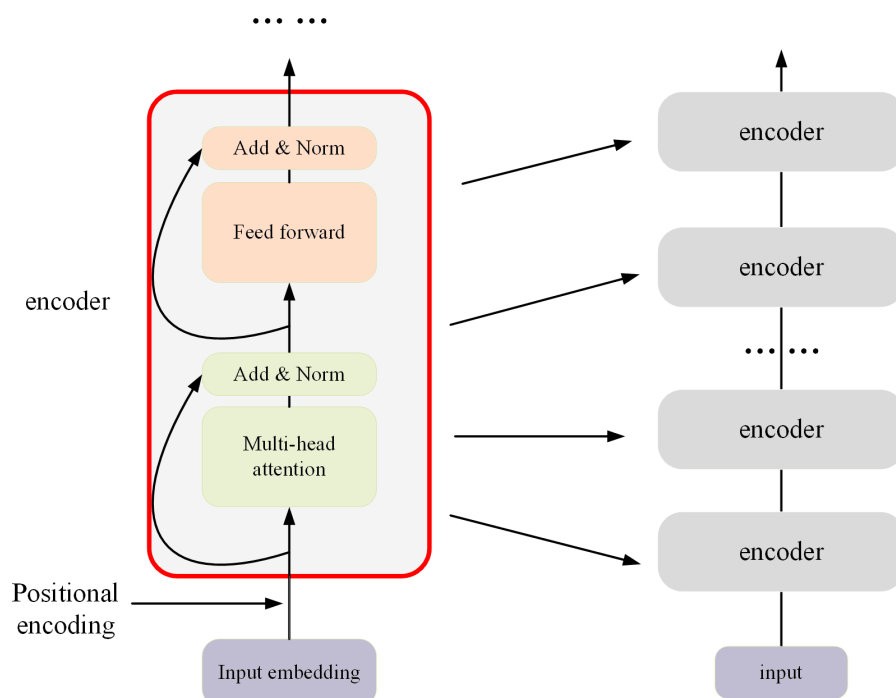 ... ...
Add & Norm
Feed forward
encoder
Add & Norm
Multi-head
attention
Positional
encoding
Input embedding
encoder
encoder
... ...
encoder
encoder
input